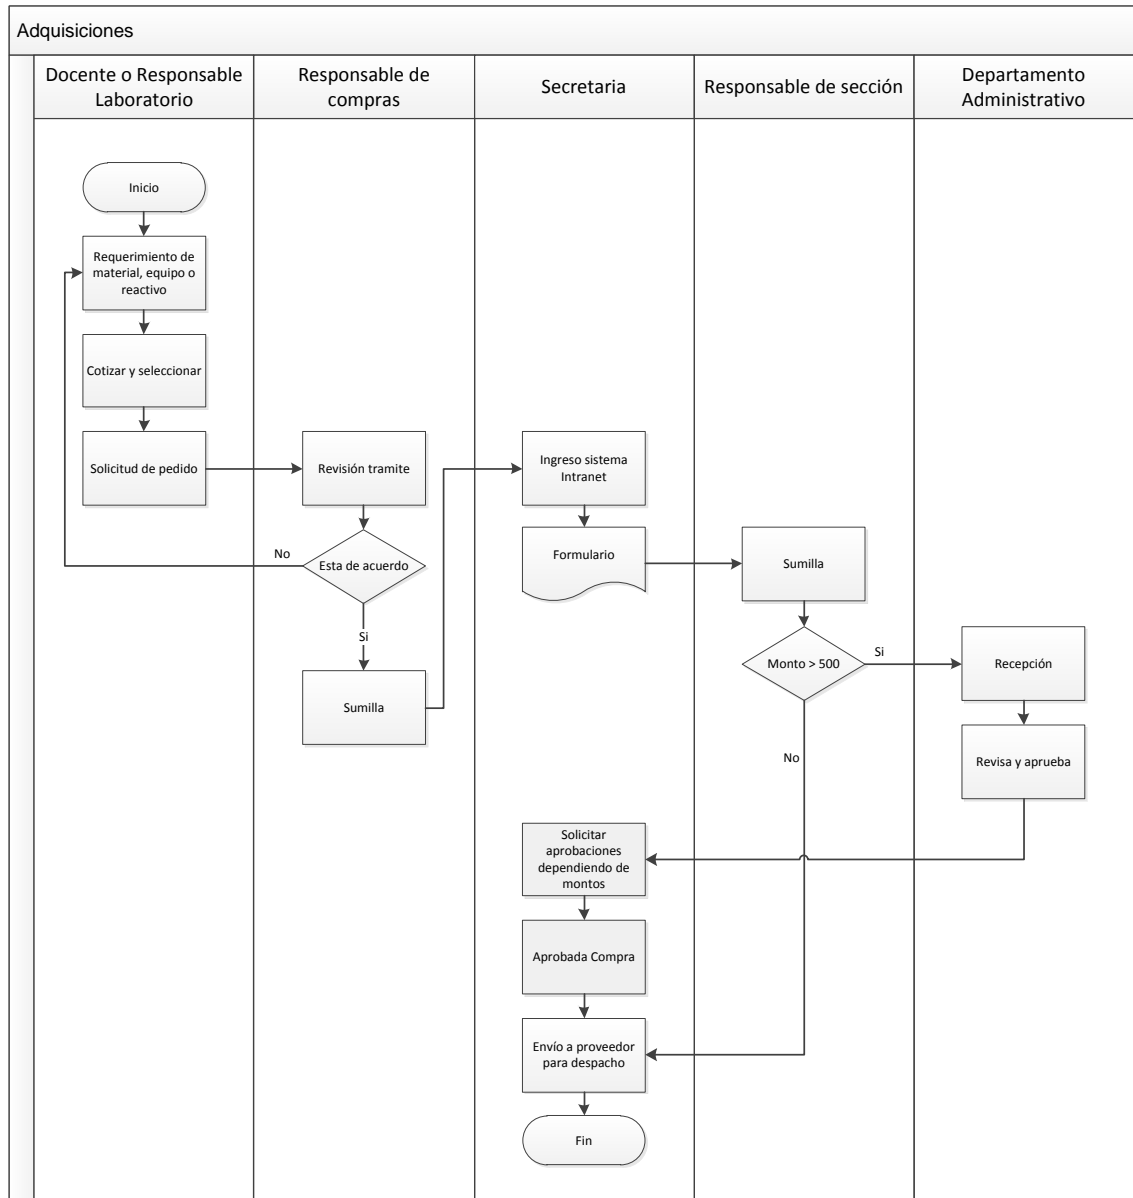 Adquisiciones
Docente o Responsable
Laboratorio
Responsable de
compras
Secretaria
Responsable de sección
Departamento
Administrativo
Inicio
Requerimiento de
material, equipo o
reactivo
Cotizar y seleccionar
Solicitud de pedido
Revisión tramite
Ingreso sistema
Intranet
No
Esta de acuerdo
Formulario
Sumilla
Si
Sumilla
Monto > 500
Si
Recepción
No
Revisa y aprueba
Solicitar
aprobaciones
dependiendo de
montos
Aprobada Compra
Envío a proveedor
para despacho
Fin